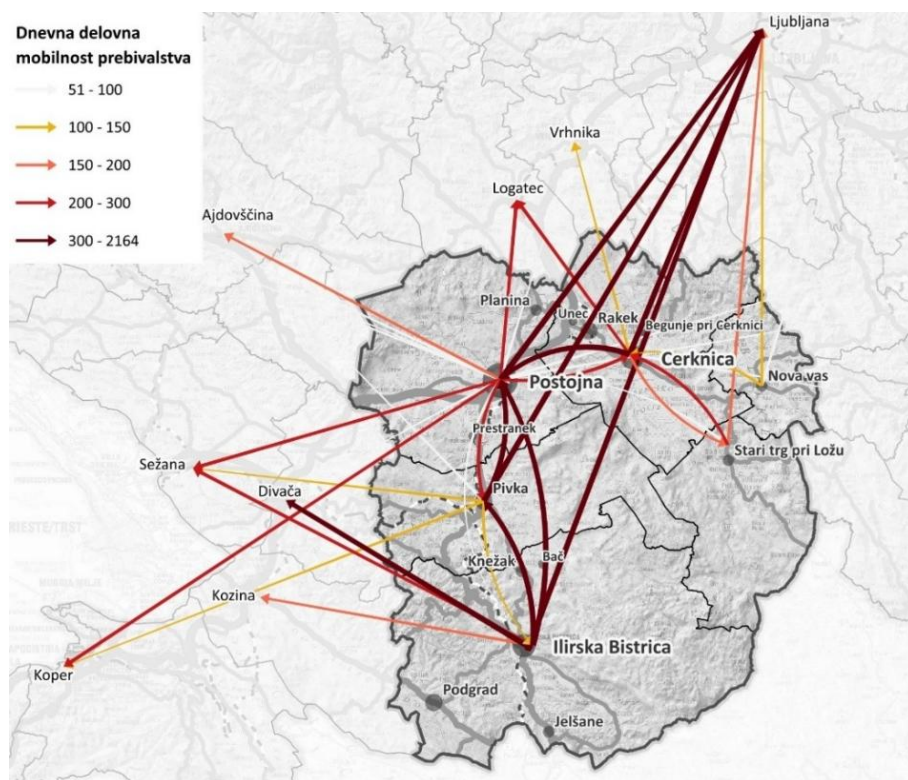 Dnevna delovna
mobilnost prebivalstva
51 - 100
100 - 150
150 - 200
200 - 300
300 - 2164
Ljubljana
Vrhnika
Logatec
Ajdovščina
Planina
Unec
Rakek
Begunje pri Cerknici
Cerknica
Postojna
Nova vas
Prestranek
Stari trg pri Ložu
Sežana
Divača
Pivka
Knežak
Bač
Kozina
Ilirska Bistrica
Koper
Podgrad
Jelšane